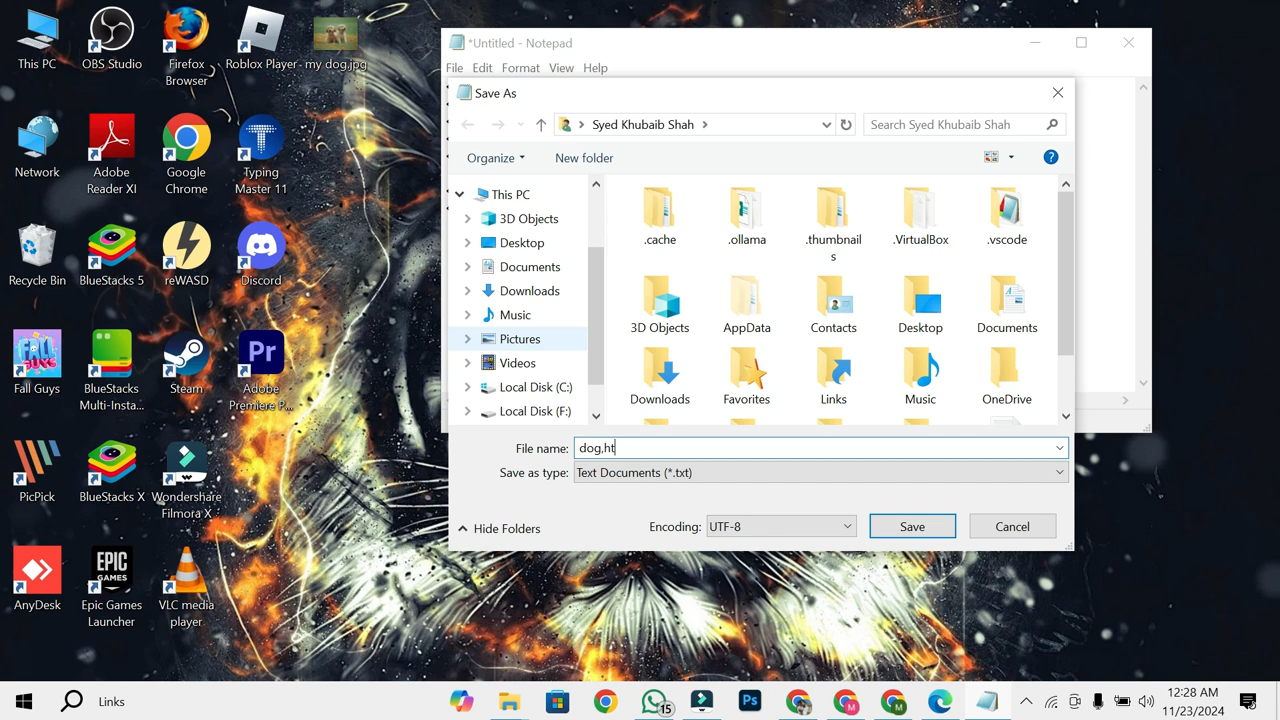 This PC
OBS Studio
Firefox
Browser
Roblox Player
my dog.jpg
Network
Adobe
Reader XI
Google
Chrome
Typing
Master 11
Recycle Bin
BlueStacks 5
reWASD
Discord
Fall Guys
BlueStacks
Multi-Insta...
Steam
Adobe
Premiere P...
PicPick
BlueStacks X
Wondershare
Filmora X
AnyDesk
Epic Games
Launcher
VLC media
player
*Untitled - Notepad
File Edit Format View Help
Save As
Syed Khubaib Shah
Search Syed Khubaib Shah
Organize
New folder
This PC
3D Objects
Desktop
Documents
Downloads
Music
Pictures
Videos
Local Disk (C:)
Local Disk (F:)
.cache
.ollama
.thumbnail
s
.VirtualBox
.vscode
3D Objects
AppData
Contacts
Desktop
Documents
Downloads
Favorites
Links
Music
OneDrive
File name: dog,ht
Save as type: Text Documents (*.txt)
Hide Folders
Encoding: UTF-8
Save
Cancel
Links
15
12:28 AM
11/23/2024